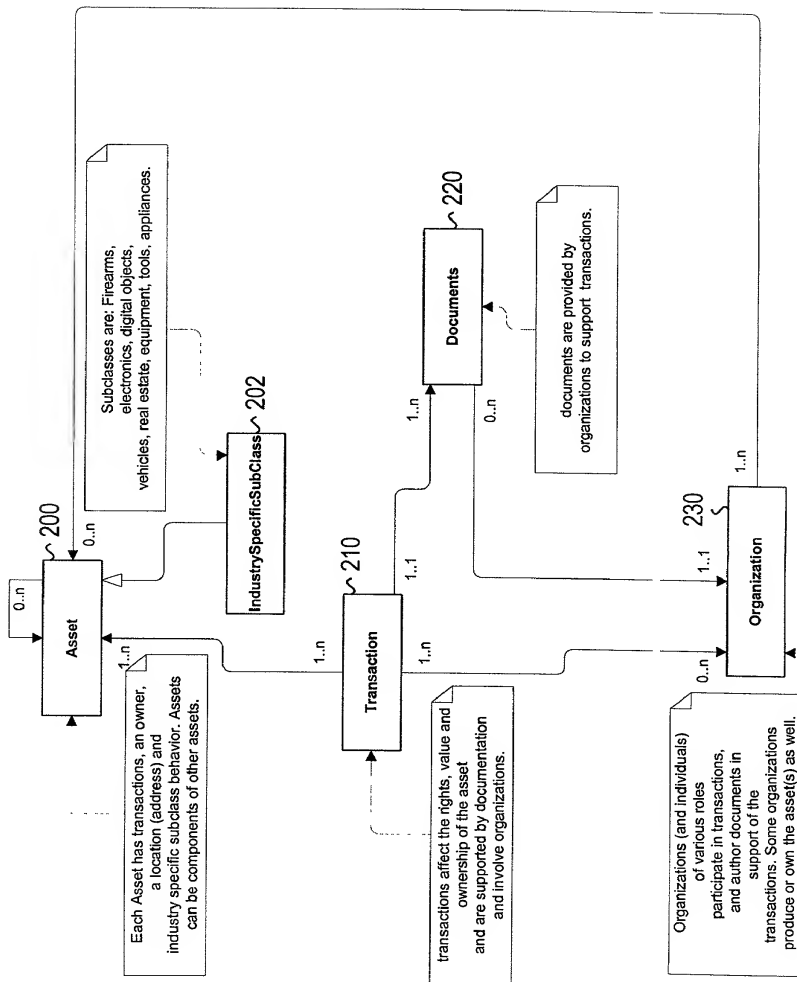 0..n
200
Asset
0..n
1..n
Each Asset has transactions, an owner,
a location (address) and
industry specific subclass behavior. Assets
can be components of other assets.
Subclasses are: Firearms,
electronics, digital objects,
vehicles, real estate, equipment, tools, appliances.
202
IndustrySpecificSubClass
210
Transaction
1..n
1..1
1..n
transactions affect the rights, value and
ownership of the asset
and are supported by documentation
and involve organizations.
220
Documents
1..n
0..n
documents are provided by
organizations to support transactions.
230
Organization
0..n
1..1
1..n
Organizations (and individuals)
of various roles
participate in transactions,
and author documents in
support of the
transactions. Some organizations
produce or own the asset(s) as well.